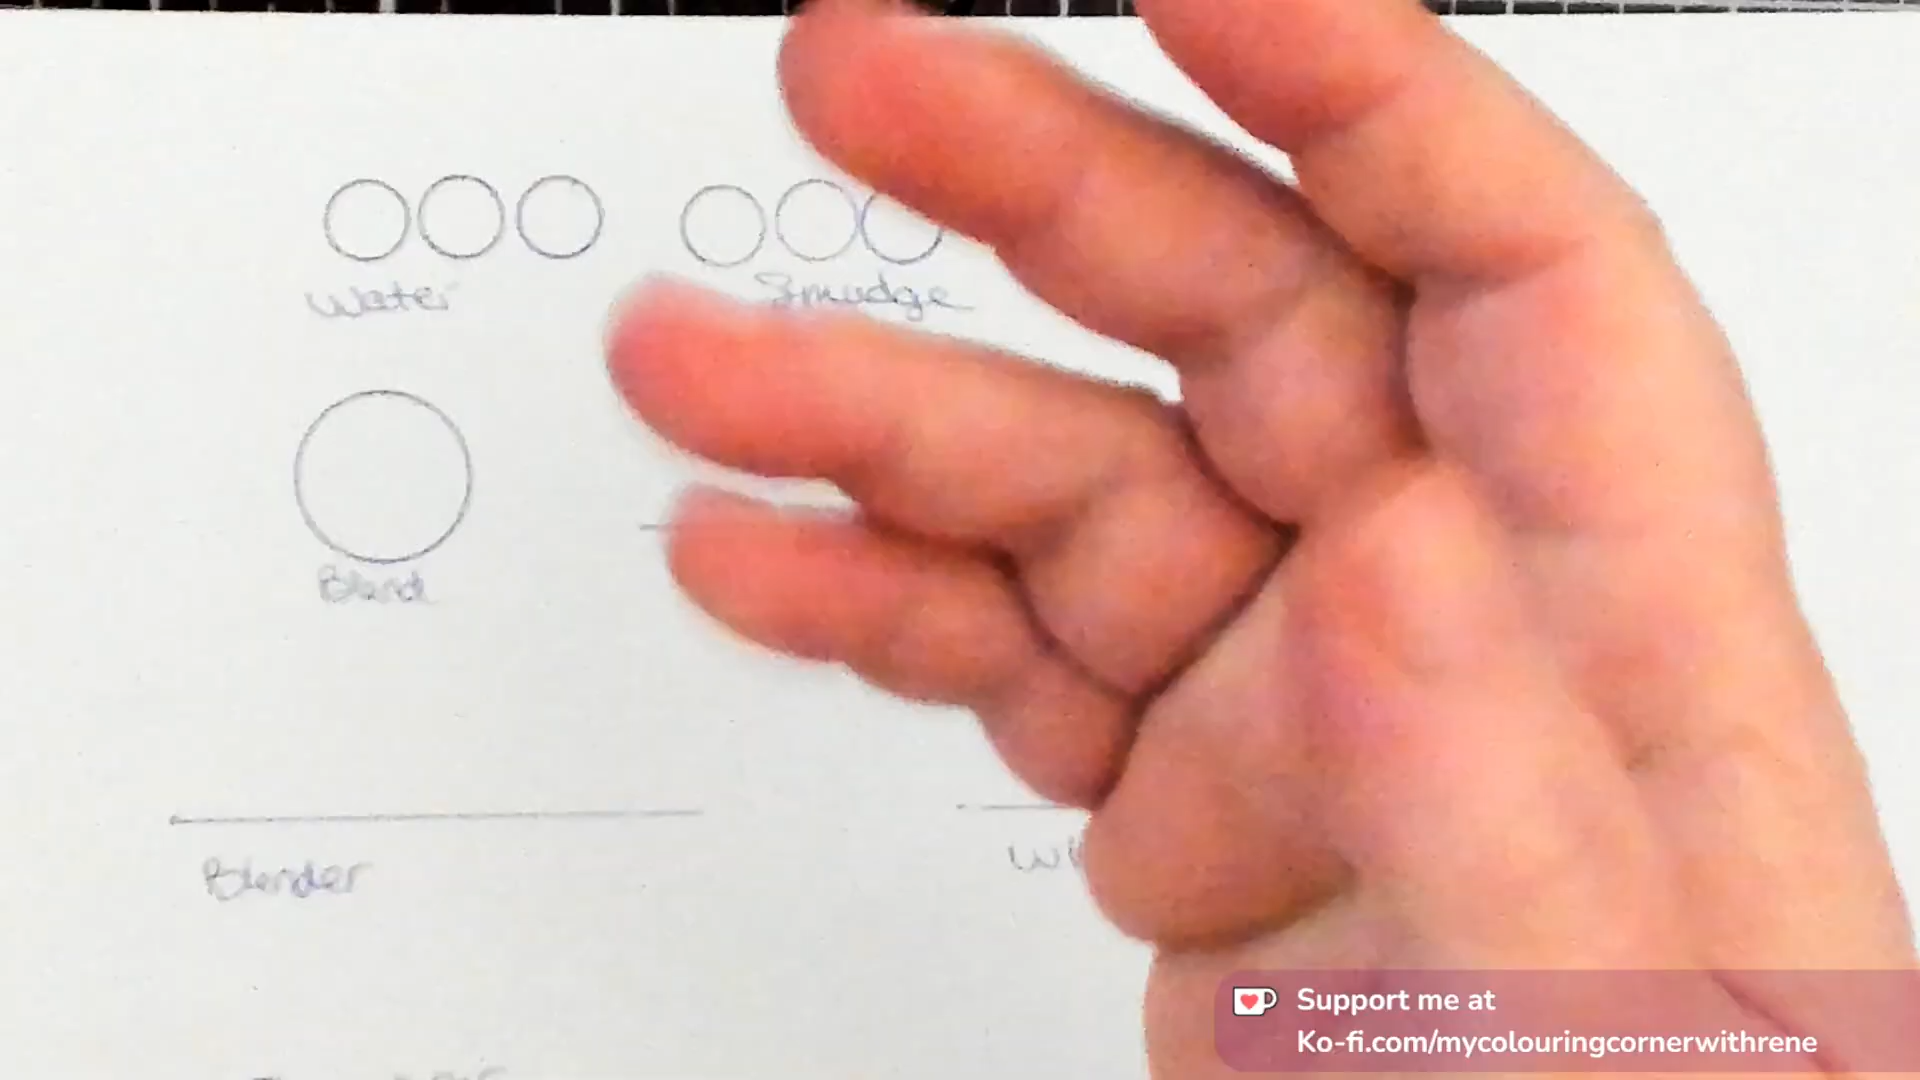 Water
Smudge
Blend
Blender
Support me at
Ko-fi.com/mycolouringcornerwithrene